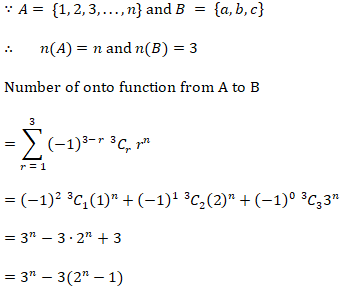 ∵ A = {1, 2, 3, ..., n} and B = {a, b, c}
∴ n(A) = n and n(B) = 3
Number of onto function from A to B
= ∑_{r = 1}^{3} (−1)^{3−r} ³C_r r^n
= (−1)² ³C₁(1)^n + (−1)¹ ³C₂(2)^n + (−1)⁰ ³C₃3^n
= 3^n − 3 · 2^n + 3
= 3^n − 3(2^n − 1)